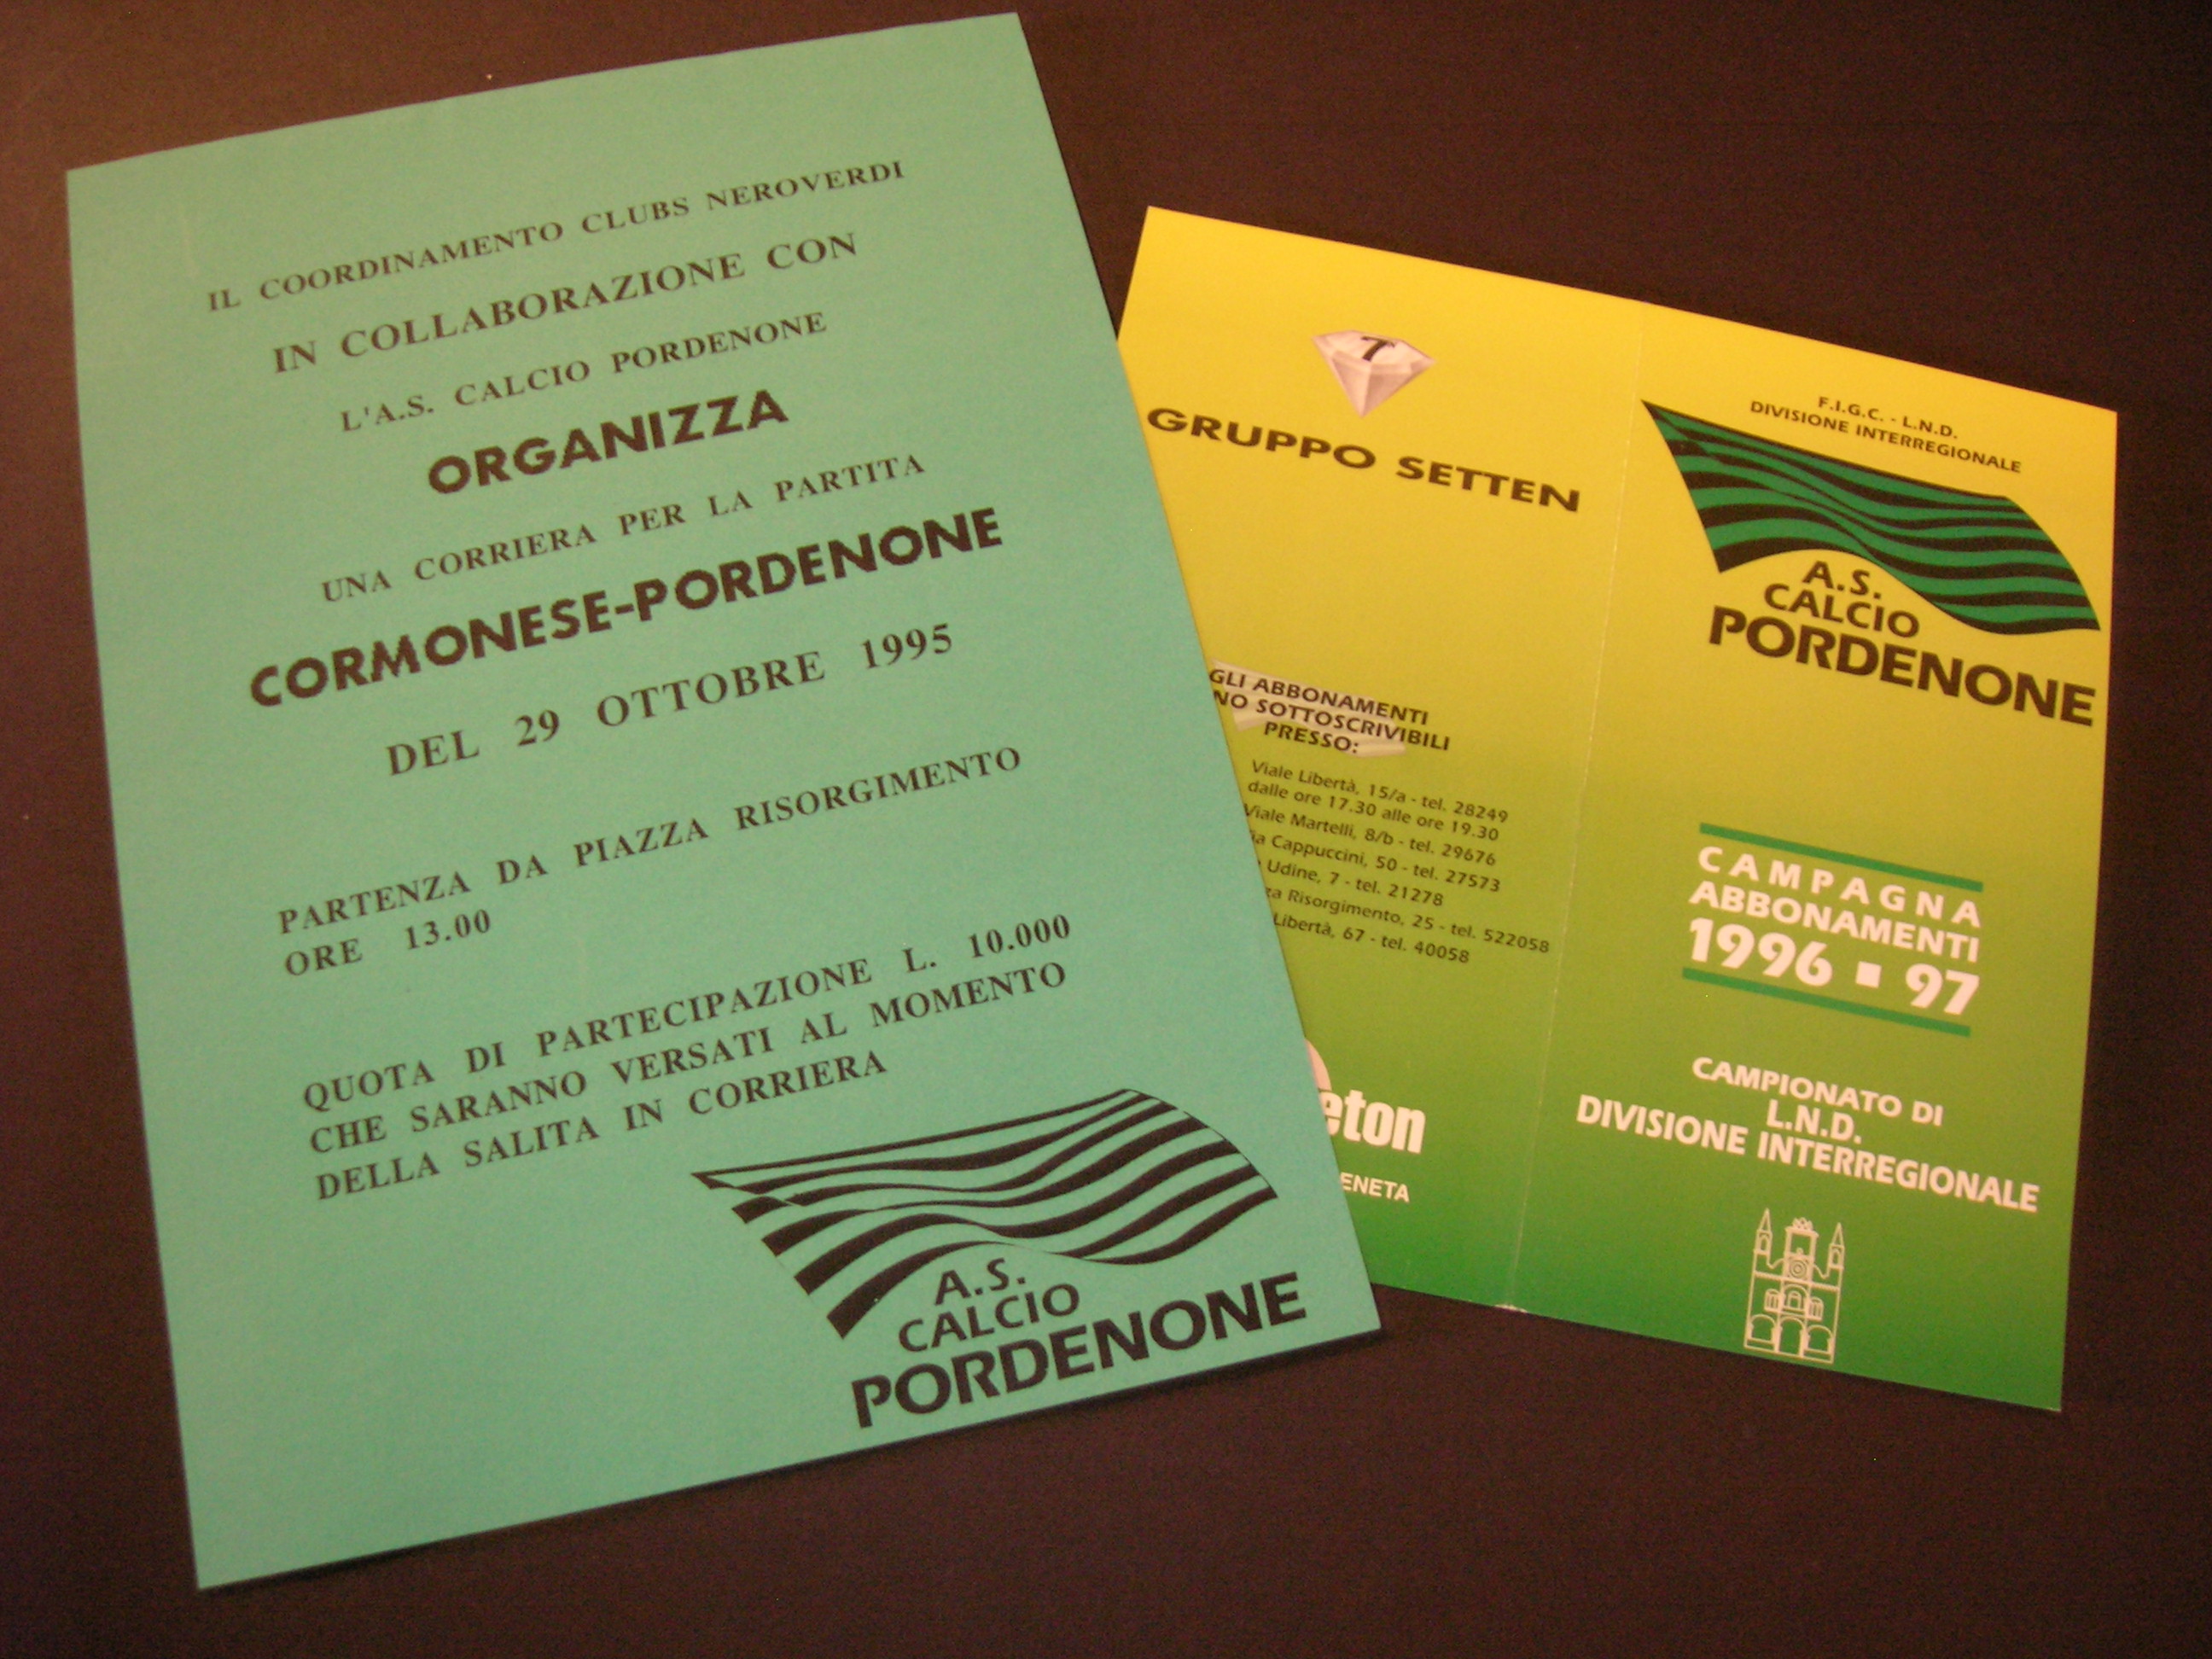 IL COORDINAMENTO CLUBS NEROVERDI
IN COLLABORAZIONE CON
L'A.S. CALCIO PORDENONE
ORGANIZZA
UNA CORRIERA PER LA PARTITA
CORMONESE-PORDENONE
DEL 29 OTTOBRE 1995
PARTENZA DA PIAZZA RISORGIMENTO
ORE 13.00
QUOTA DI PARTECIPAZIONE L. 10.000
CHE SARANNO VERSATI AL MOMENTO
DELLA SALITA IN CORRIERA
A.S.
CALCIO
PORDENONE
GRUPPO SETTEN
GLI ABBONAMENTI
NO SOTTOSCRIVIBILI
PRESSO:
Viale Libertà, 15/a - tel. 28249
dalle ore 17.30 alle ore 19.30
Viale Martelli, 8/b - tel. 29676
ia Cappuccini, 50 - tel. 27573
Udine, 7 - tel. 21278
za Risorgimento, 25 - tel. 522058
Libertà, 67 - tel. 40058
eton
ENETA
F.I.G.C. - L.N.D.
DIVISIONE INTERREGIONALE
A.S.
CALCIO
PORDENONE
CAMPAGNA
ABBONAMENTI
1996 ▪ 97
CAMPIONATO DI
L.N.D.
DIVISIONE INTERREGIONALE